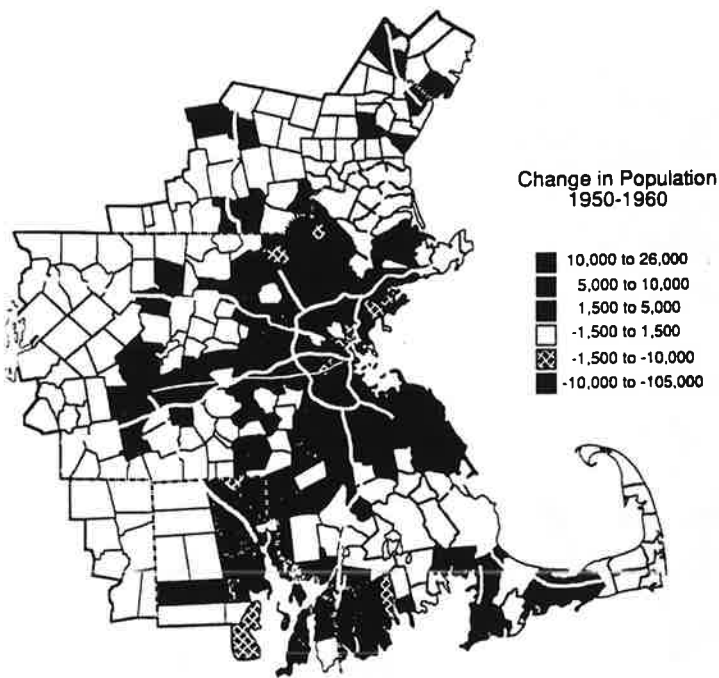 Change in Population
1950-1960
10,000 to 26,000
5,000 to 10,000
1,500 to 5,000
-1,500 to 1,500
-1,500 to -10,000
-10,000 to -105,000